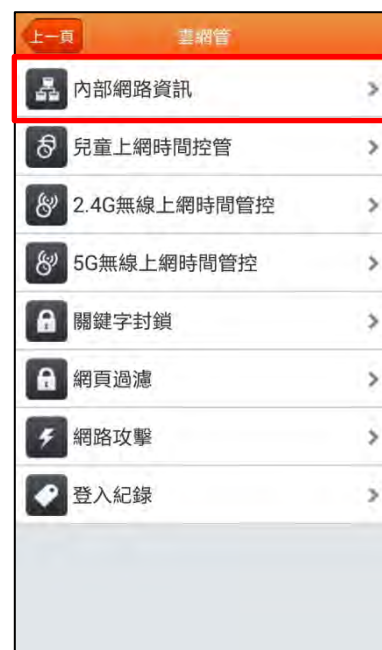 上一頁
雲網管
內部網路資訊
兒童上網時間控管
2.4G無線上網時間管控
5G無線上網時間管控
關鍵字封鎖
網頁過濾
網路攻擊
登入紀錄